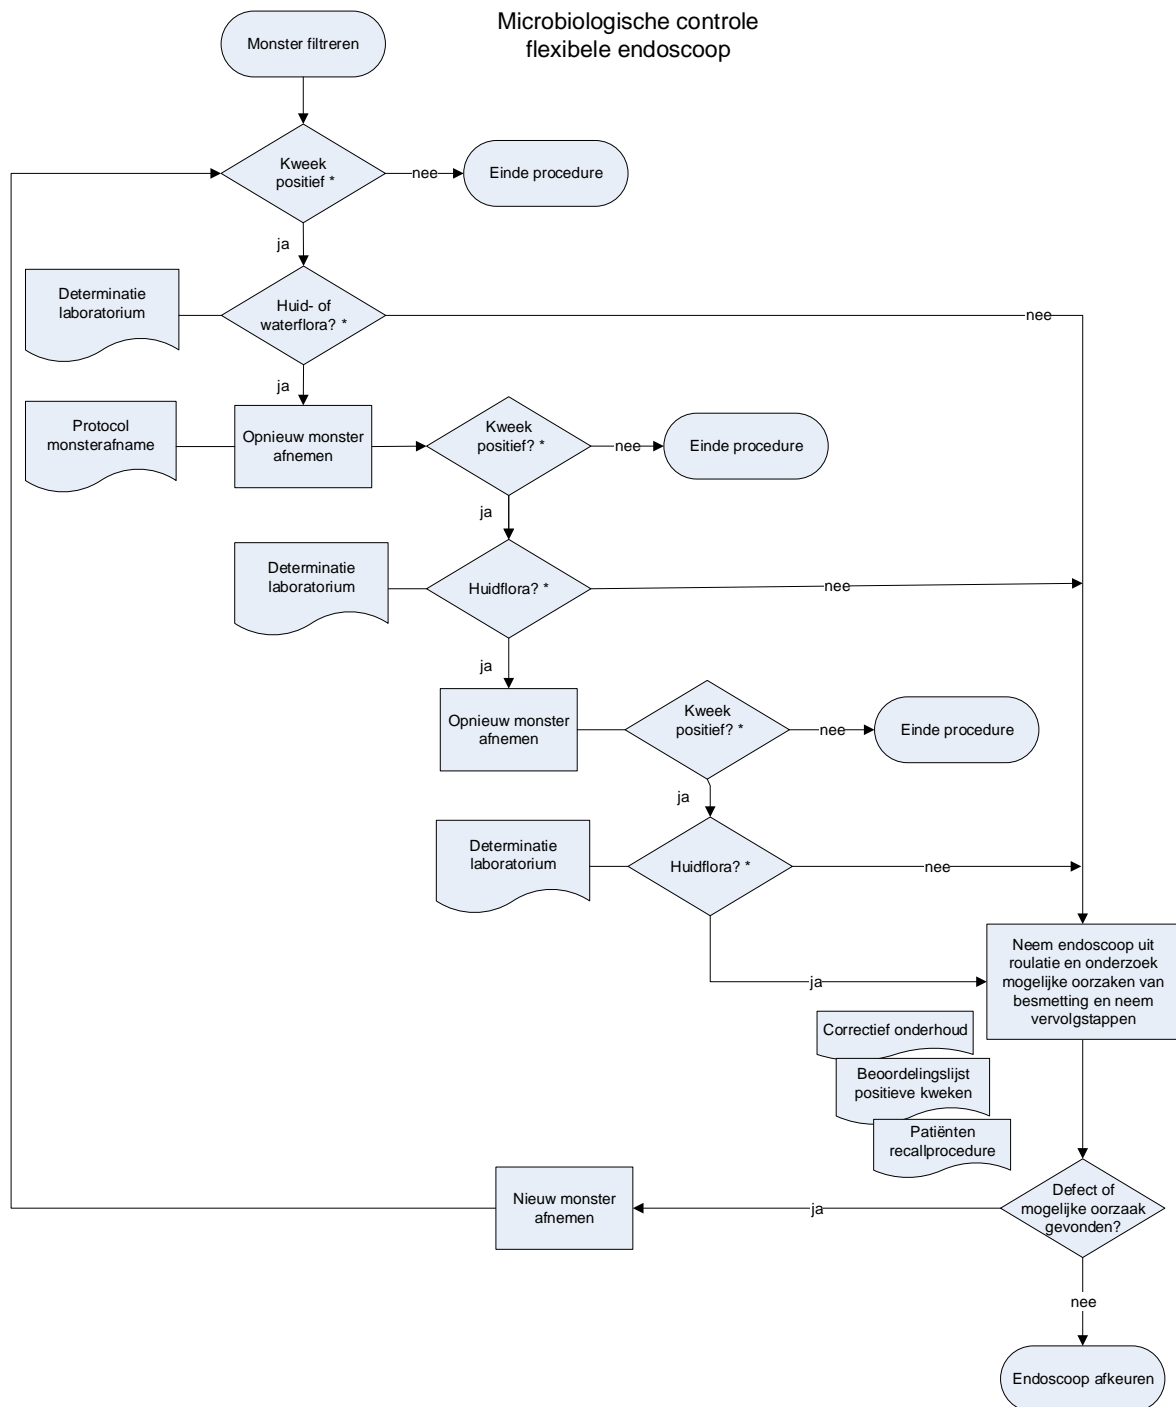 Microbiologische controle
flexibele endoscoop
Monster filtreren
Kweek
positief *
nee
Einde procedure
ja
Determinatie
laboratorium
Huid- of
waterflora? *
nee
ja
Protocol
monsterafname
Opnieuw monster
afnemen
Kweek
positief? *
nee
Einde procedure
ja
Determinatie
laboratorium
Huidflora? *
nee
ja
Opnieuw monster
afnemen
Kweek
positief? *
nee
Einde procedure
ja
Determinatie
laboratorium
Huidflora? *
nee
ja
Neem endoscoop uit
roulatie en onderzoek
mogelijke oorzaken van
besmetting en neem
vervolgstappen
Correctief onderhoud
Beoordelingslijst
positieve kweken
Patiënten
recallprocedure
Defect of
mogelijke oorzaak
gevonden?
ja
Nieuw monster
afnemen
nee
Endoscoop afkeuren